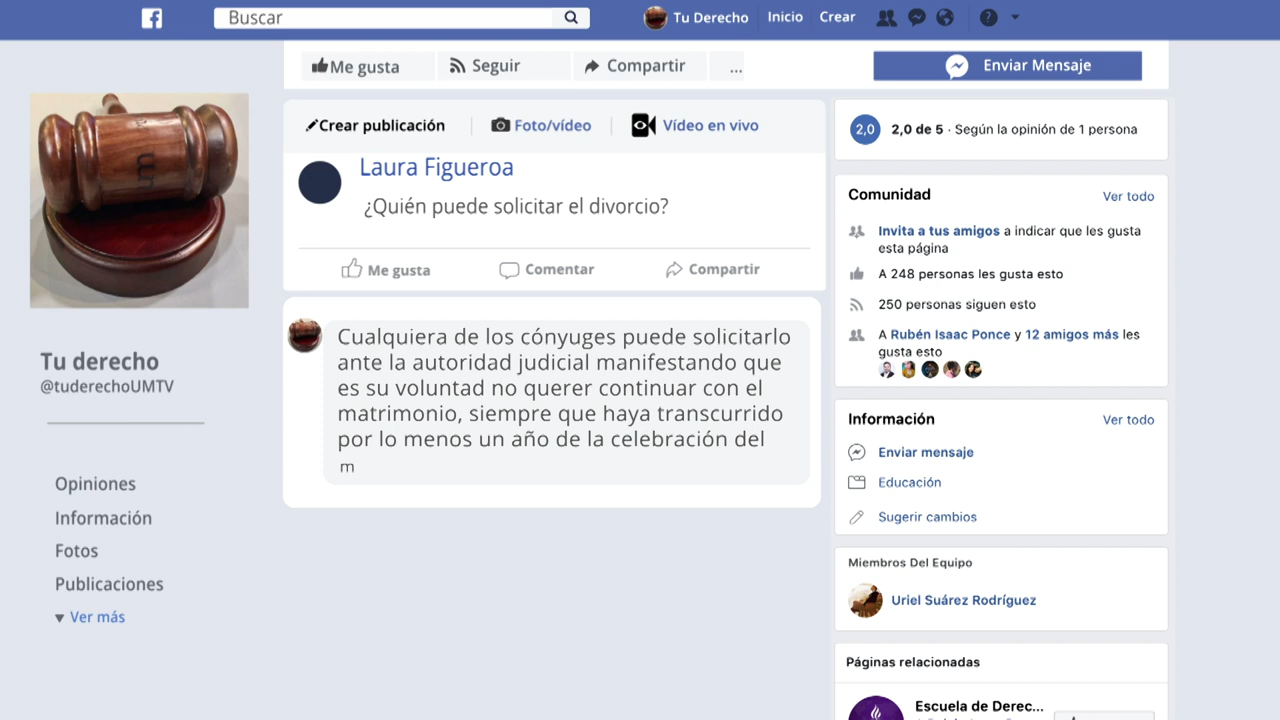 Buscar
Tu Derecho
Inicio
Crear
Me gusta
Seguir
Compartir
...
Enviar Mensaje
Crear publicación
Foto/vídeo
Vídeo en vivo
Laura Figueroa
¿Quién puede solicitar el divorcio?
Me gusta
Comentar
Compartir
Cualquiera de los cónyuges puede solicitarlo
ante la autoridad judicial manifestando que
es su voluntad no querer continuar con el
matrimonio, siempre que haya transcurrido
por lo menos un año de la celebración del
m
Tu derecho
@tuderechoUMTV
Opiniones
Información
Fotos
Publicaciones
Ver más
2,0
2,0 de 5 · Según la opinión de 1 persona
Comunidad
Ver todo
Invita a tus amigos a indicar que les gusta
esta página
A 248 personas les gusta esto
250 personas siguen esto
A Rubén Isaac Ponce y 12 amigos más les
gusta esto
Información
Ver todo
Enviar mensaje
Educación
Sugerir cambios
Miembros Del Equipo
Uriel Suárez Rodríguez
Páginas relacionadas
Escuela de Derec...